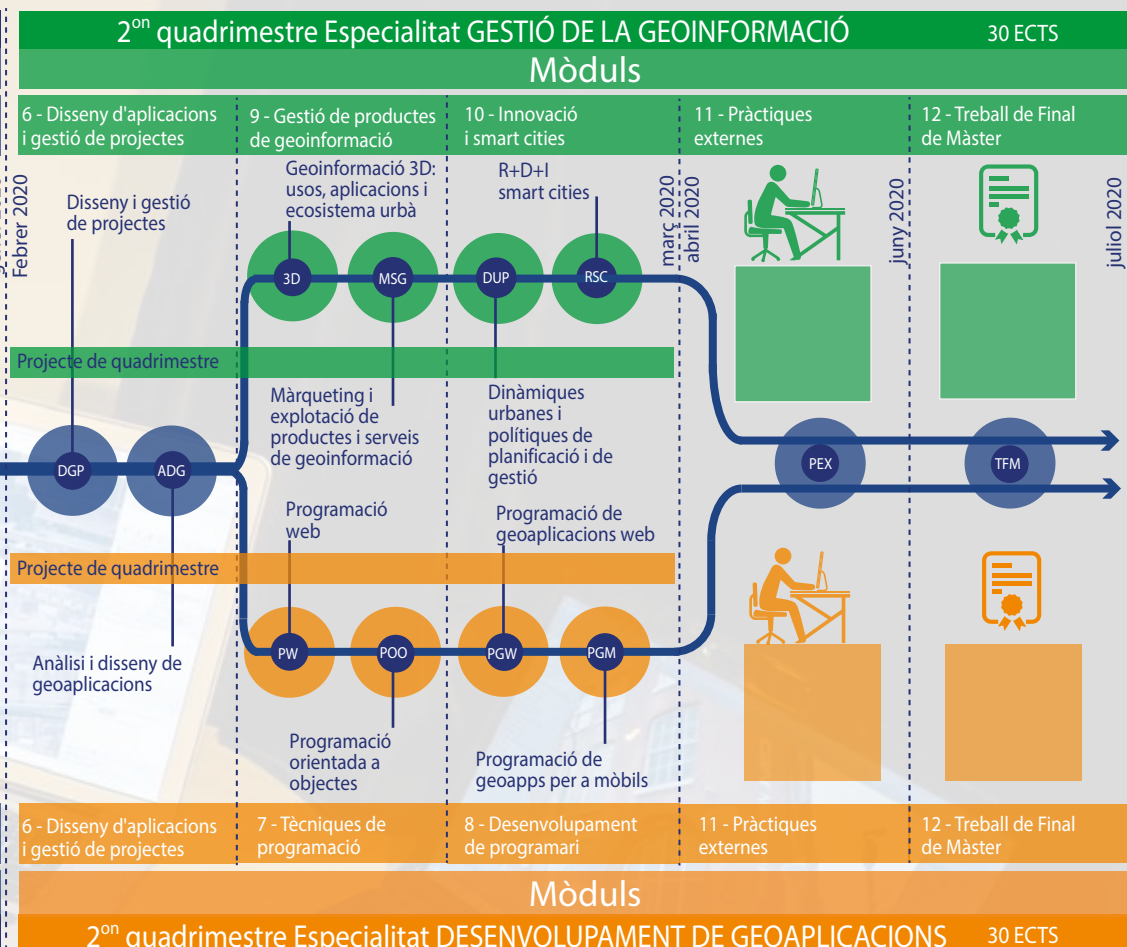 2on quadrimestre Especialitat GESTIÓ DE LA GEOINFORMACIÓ 30 ECTS
Mòduls
6 - Disseny d'aplicacions
i gestió de projectes
9 - Gestió de productes
de geoinformació
10 - Innovació
i smart cities
11 - Pràctiques
externes
12 - Treball de Final
de Màster
Febrer 2020
Disseny i gestió
de projectes
Geoinformació 3D:
usos, aplicacions i
ecosistema urbà
R+D+I
smart cities
març 2020
abril 2020
juny 2020
juliol 2020
3D
MSG
DUP
RSC
Projecte de quadrimestre
Màrqueting i
explotació de
productes i serveis
de geoinformació
Dinàmiques
urbanes i
polítiques de
planificació i de
gestió
DGP
ADG
PEX
TFM
Programació
web
Programació de
geoaplicacions web
Projecte de quadrimestre
PW
POO
PGW
PGM
Anàlisi i disseny de
geoaplicacions
Programació
orientada a
objectes
Programació de
geoapps per a mòbils
6 - Disseny d'aplicacions
i gestió de projectes
7 - Tècniques de
programació
8 - Desenvolupament
de programari
11 - Pràctiques
externes
12 - Treball de Final
de Màster
Mòduls
2on quadrimestre Especialitat DESENVOLUPAMENT DE GEOAPLICACIONS 30 ECTS